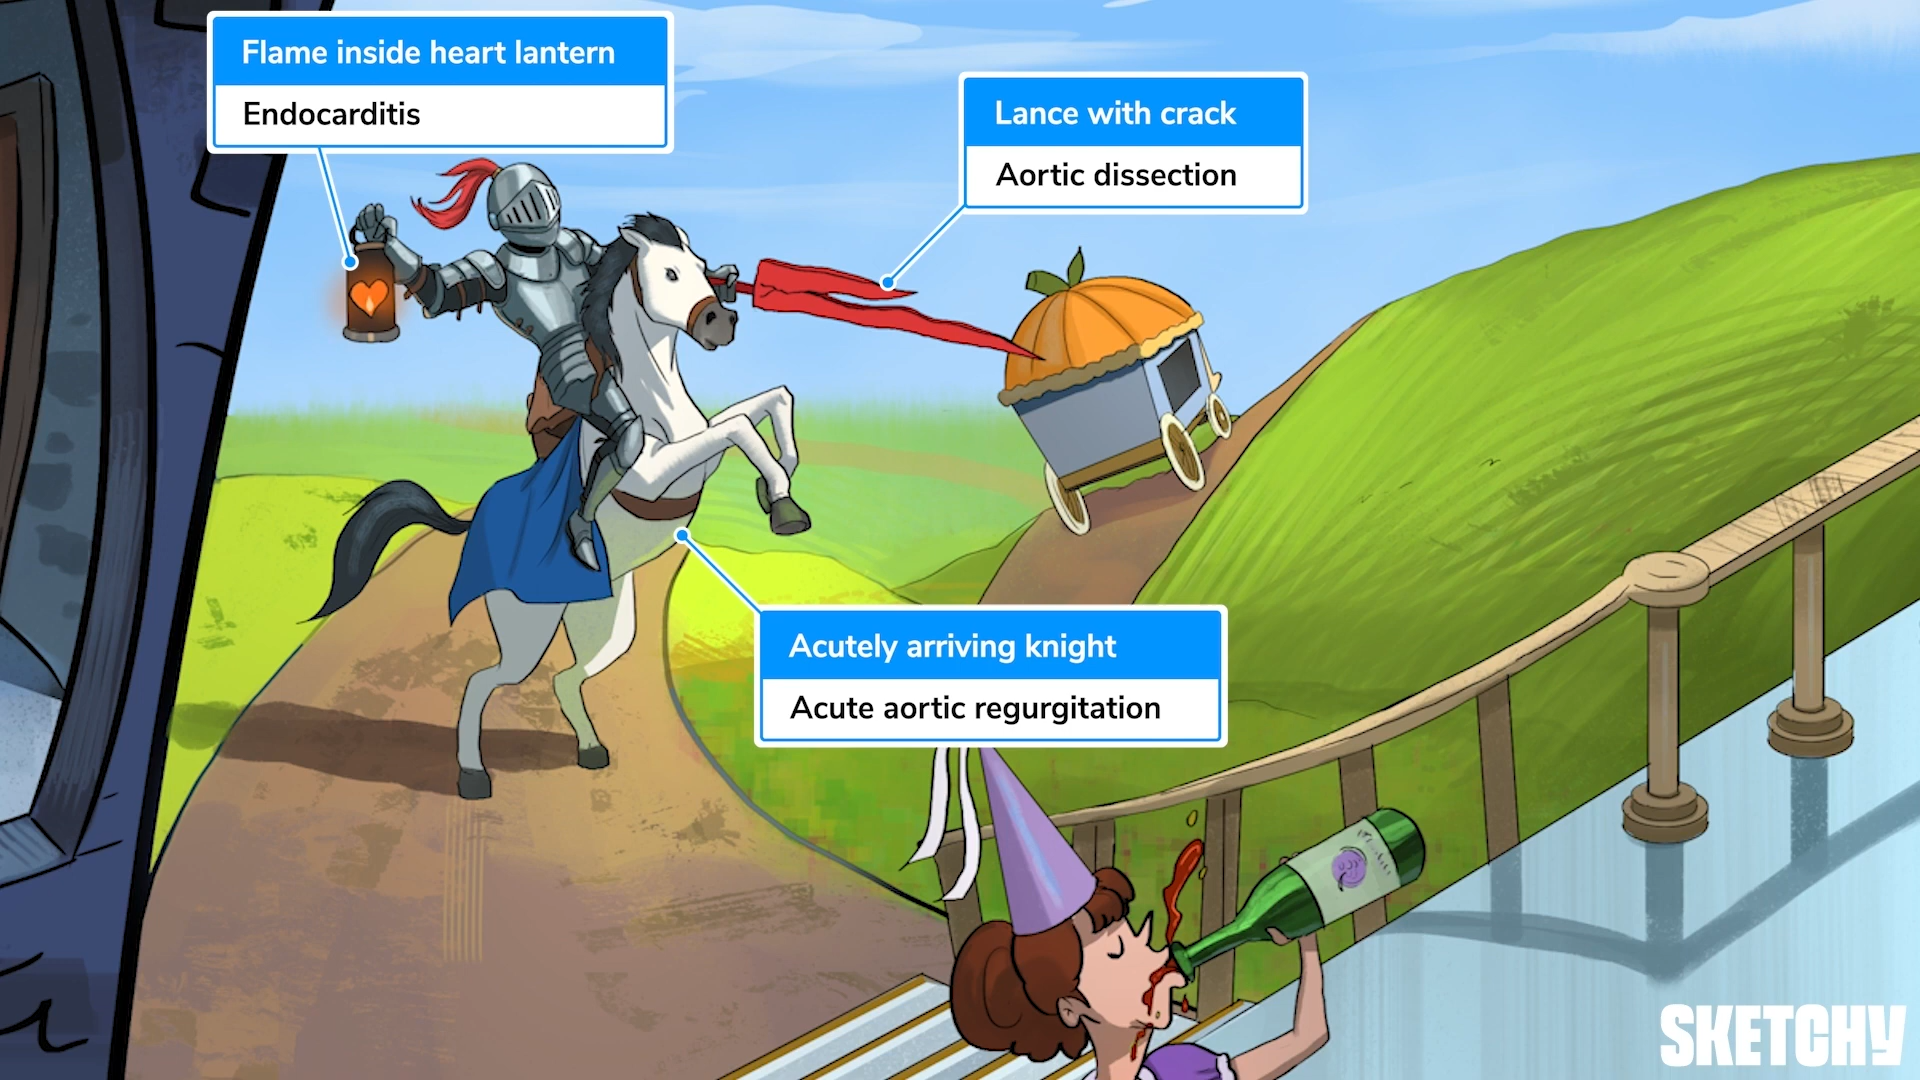 Flame inside heart lantern
Endocarditis
Lance with crack
Aortic dissection
Acutely arriving knight
Acute aortic regurgitation
SKETCHY